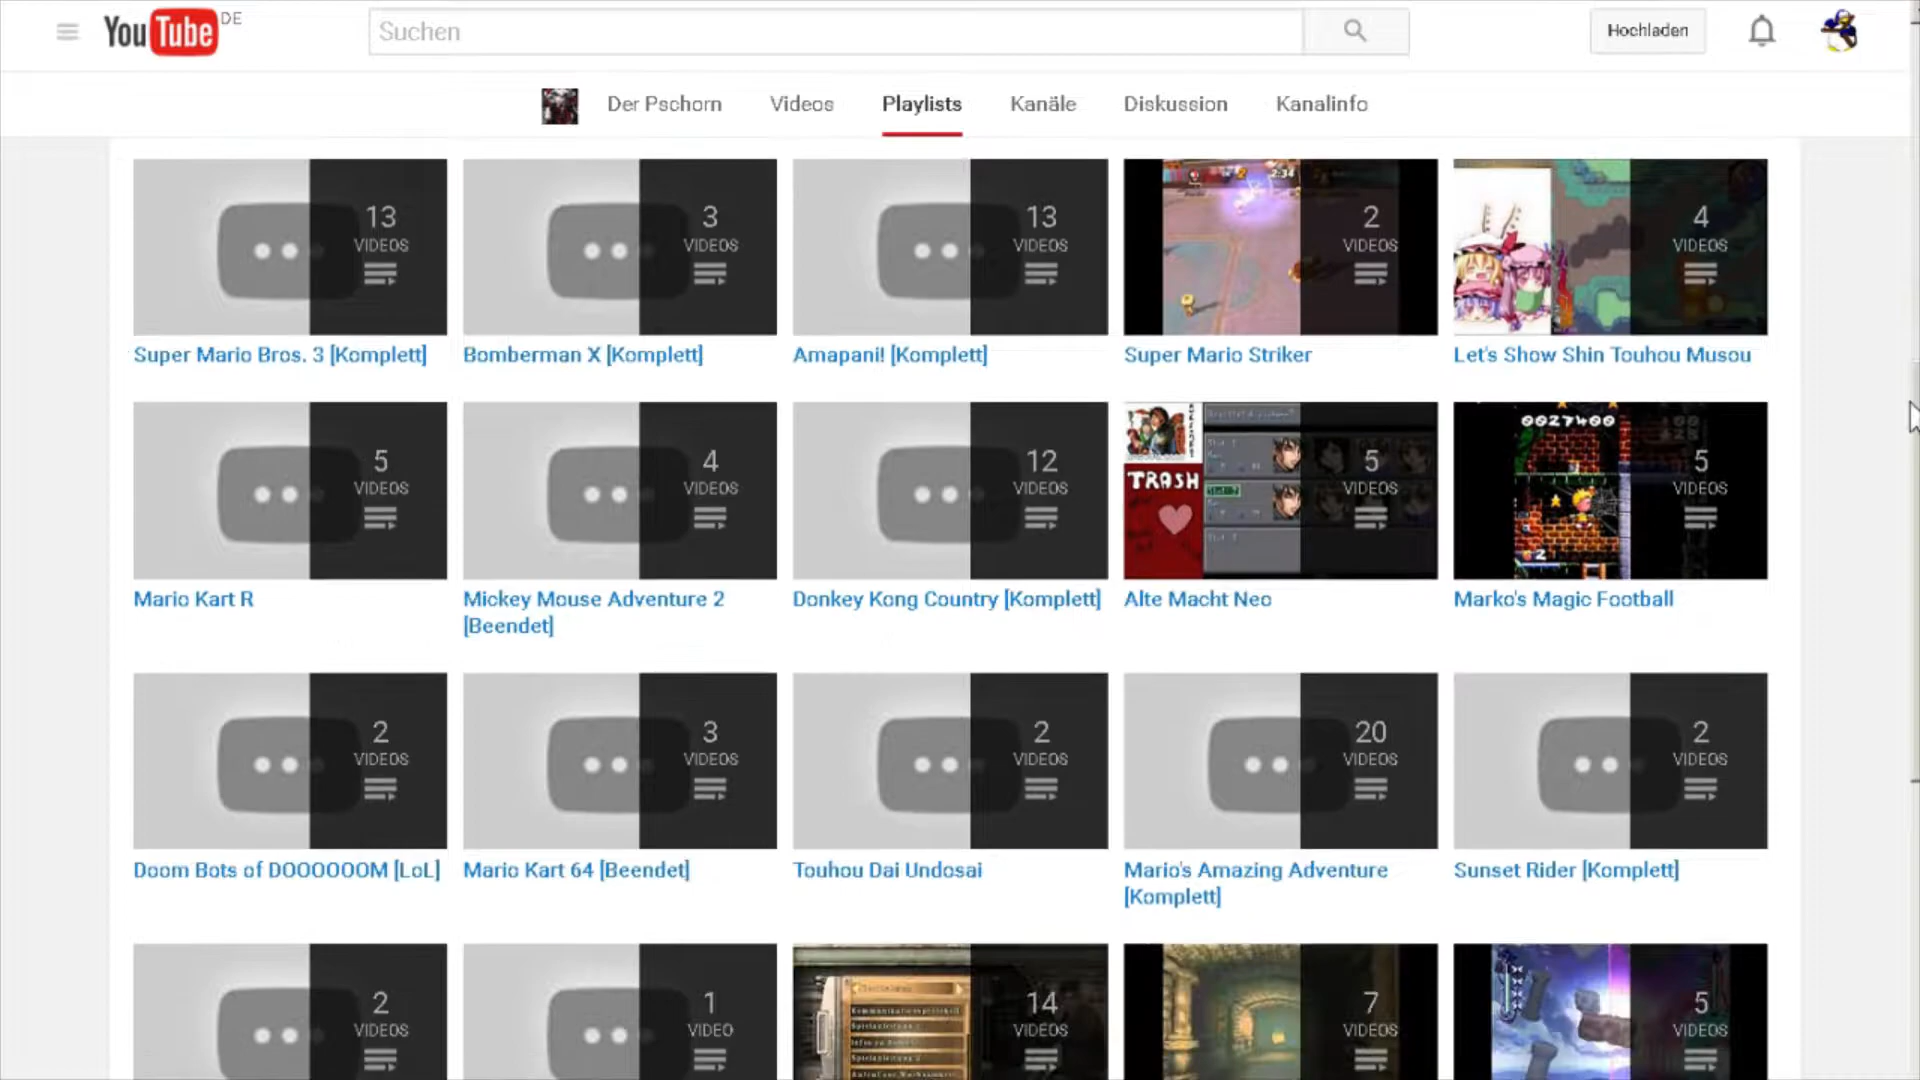 YouTube DE
Suchen
Hochladen
Der Pschorn Videos Playlists Kanäle Diskussion Kanalinfo
13 VIDEOS
3 VIDEOS
13 VIDEOS
2:34
2 VIDEOS
4 VIDEOS
Super Mario Bros. 3 [Komplett]
Bomberman X [Komplett]
Amapani! [Komplett]
Super Mario Striker
Let's Show Shin Touhou Musou
5 VIDEOS
4 VIDEOS
12 VIDEOS
TRASH
5 VIDEOS
0027400
2
5 VIDEOS
Mario Kart R
Mickey Mouse Adventure 2
[Beendet]
Donkey Kong Country [Komplett]
Alte Macht Neo
Marko's Magic Football
2 VIDEOS
3 VIDEOS
2 VIDEOS
20 VIDEOS
2 VIDEOS
Doom Bots of DOOOOOOM [LoL]
Mario Kart 64 [Beendet]
Touhou Dai Undosai
Mario's Amazing Adventure
[Komplett]
Sunset Rider [Komplett]
2 VIDEOS
1 VIDEO
14 VIDEOS
7 VIDEOS
5 VIDEOS